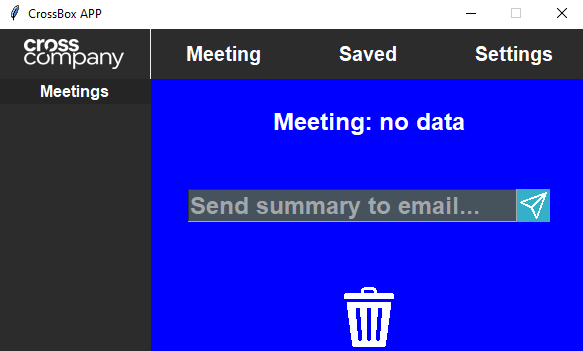 CrossBox APP
cross
company
Meeting Saved Settings
Meetings
Meeting: no data
Send summary to email...